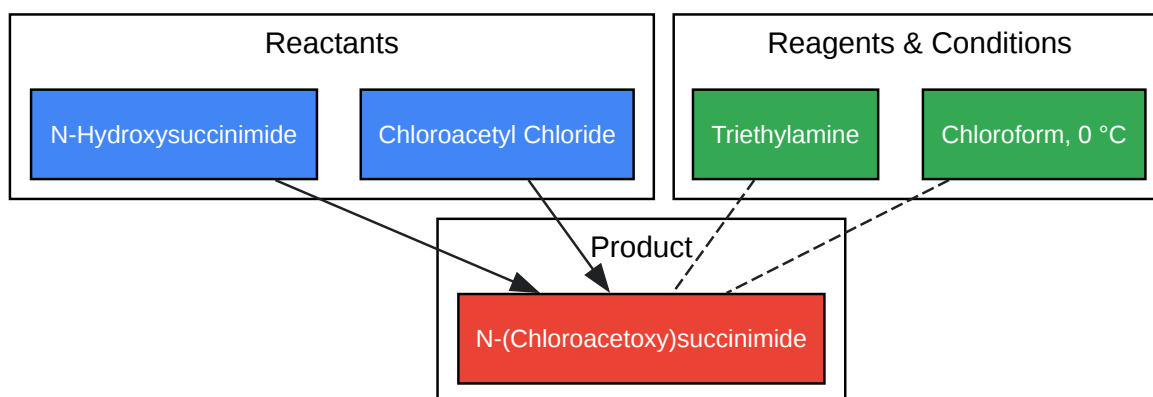 Reactants
N-Hydroxysuccinimide
Chloroacetyl Chloride
Reagents & Conditions
Triethylamine
Chloroform, 0 °C
Product
N-(Chloroacetoxy)succinimide